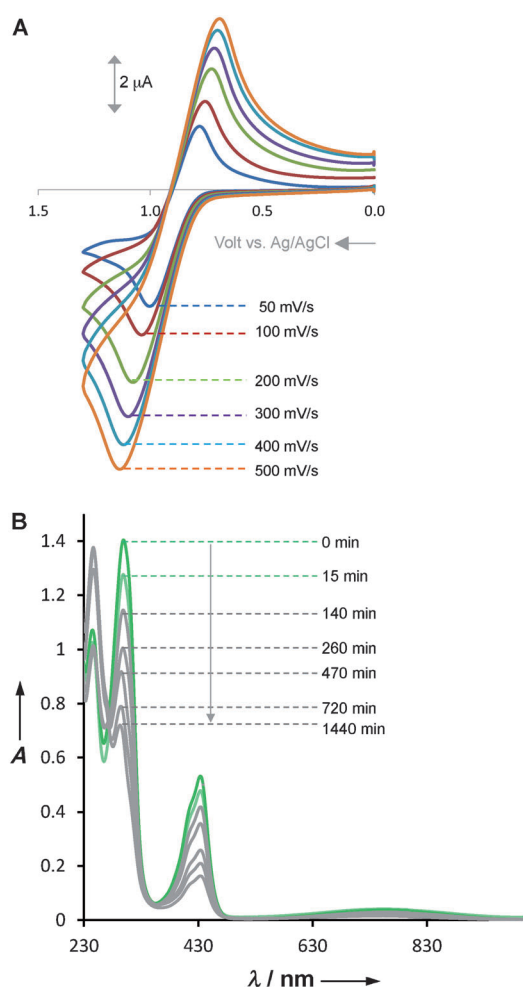 A
2 µA
1.5
1.0
0.5
0.0
Volt vs. Ag/AgCl
50 mV/s
100 mV/s
200 mV/s
300 mV/s
400 mV/s
500 mV/s
B
1.4
1.2
1
0.8
0.6
0.4
0.2
0
A
0 min
15 min
140 min
260 min
470 min
720 min
1440 min
230
430
630
830
λ / nm